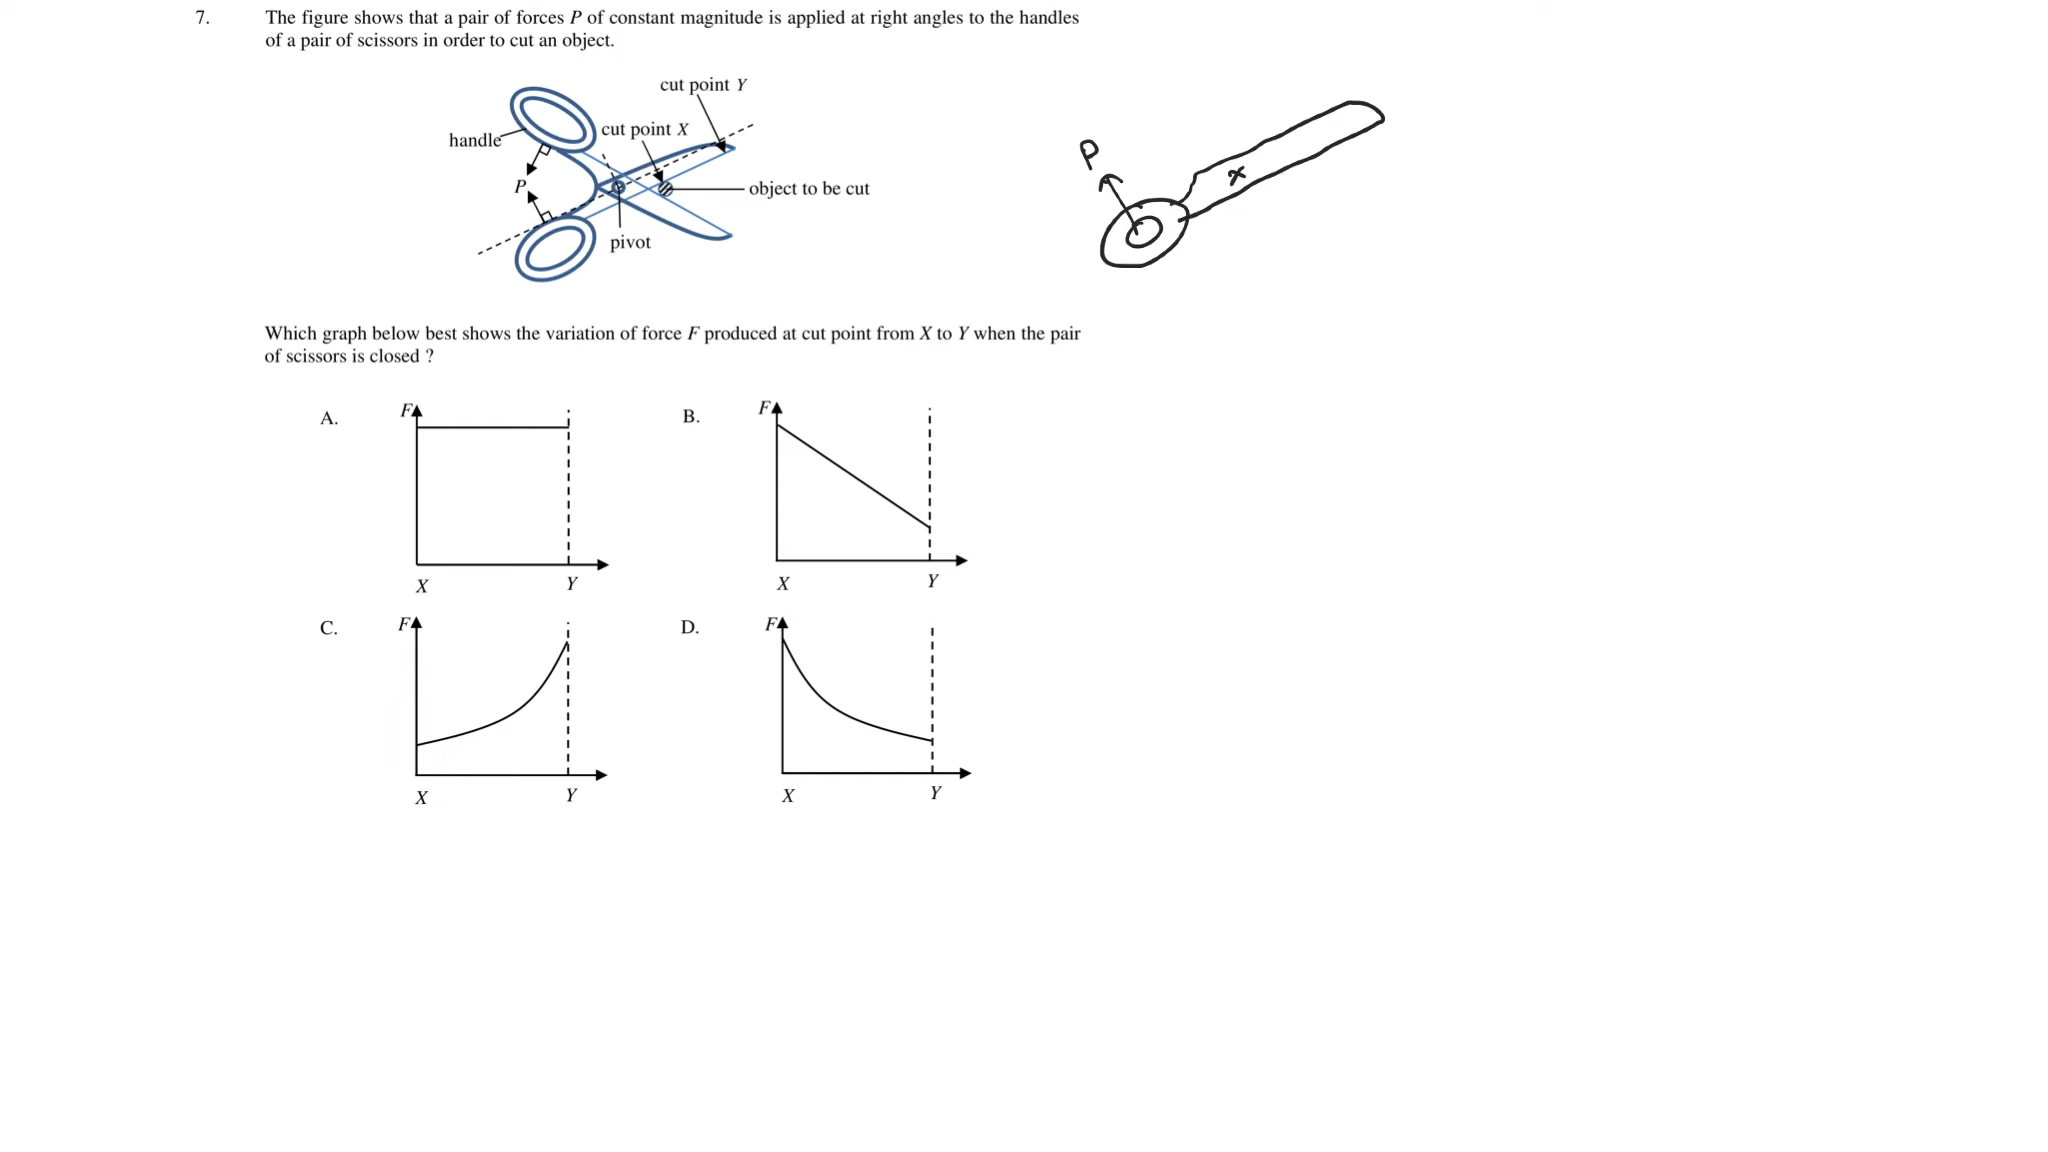 7. The figure shows that a pair of forces P of constant magnitude is applied at right angles to the handles
of a pair of scissors in order to cut an object.
cut point Y
cut point X
handle
P
P
object to be cut
pivot
Which graph below best shows the variation of force F produced at cut point from X to Y when the pair
of scissors is closed ?
A. F B. F
X Y X Y
C. F D. F
X Y X Y